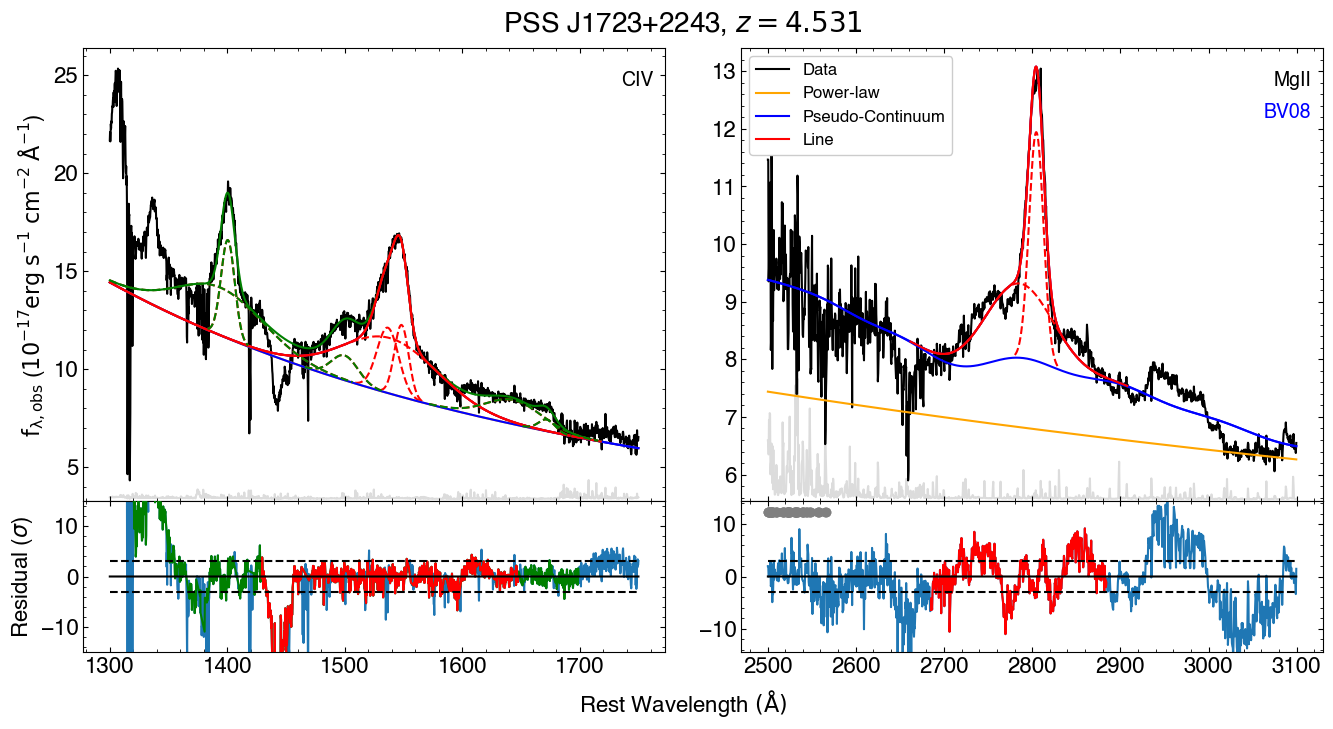 PSS J1723+2243, z = 4.531
CIV
25
20
15
10
5
f_{λ,obs} (10^{−17} erg s^{−1} cm^{−2} Å^{−1})
Data
Power-law
Pseudo-Continuum
Line
MgII
BV08
13
12
11
10
9
8
7
6
Residual (σ)
10
0
−10
1300 1400 1500 1600 1700
10
0
−10
2500 2600 2700 2800 2900 3000 3100
Rest Wavelength (Å)